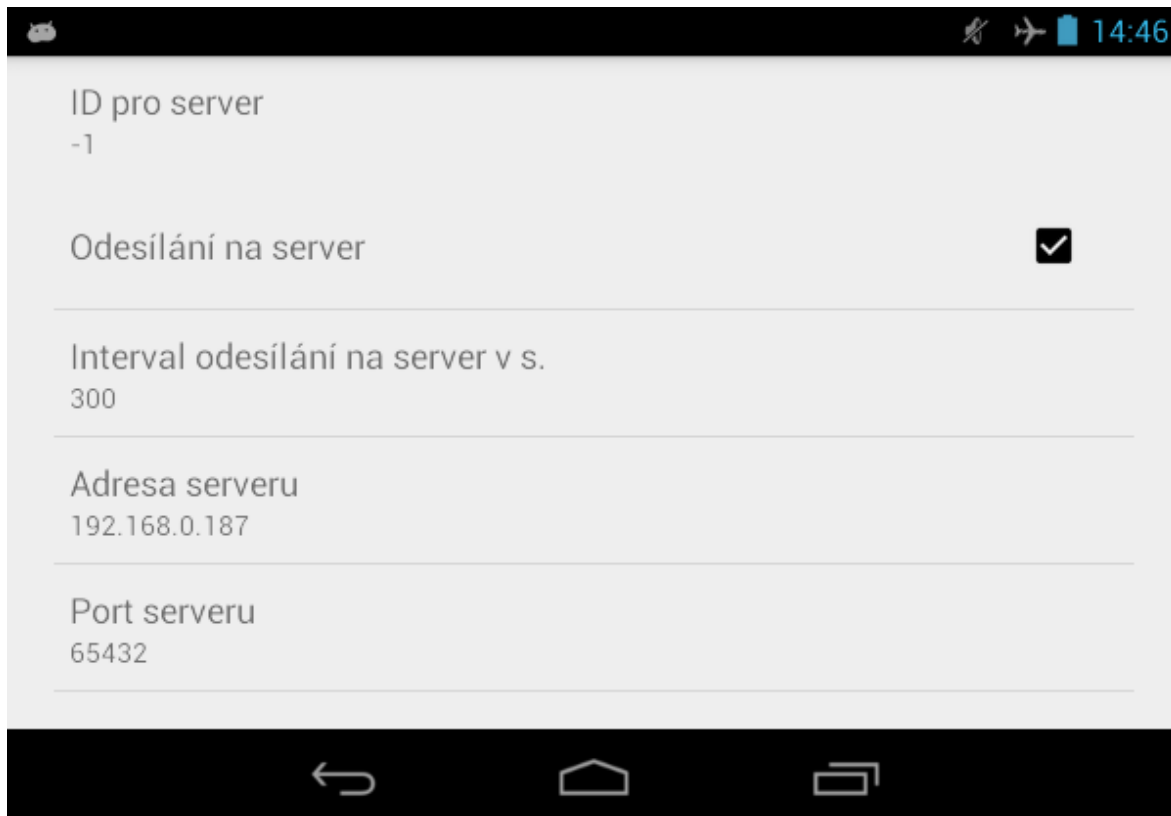 14:46
ID pro server
-1
Odesílání na server
Interval odesílání na server v s.
300
Adresa serveru
192.168.0.187
Port serveru
65432